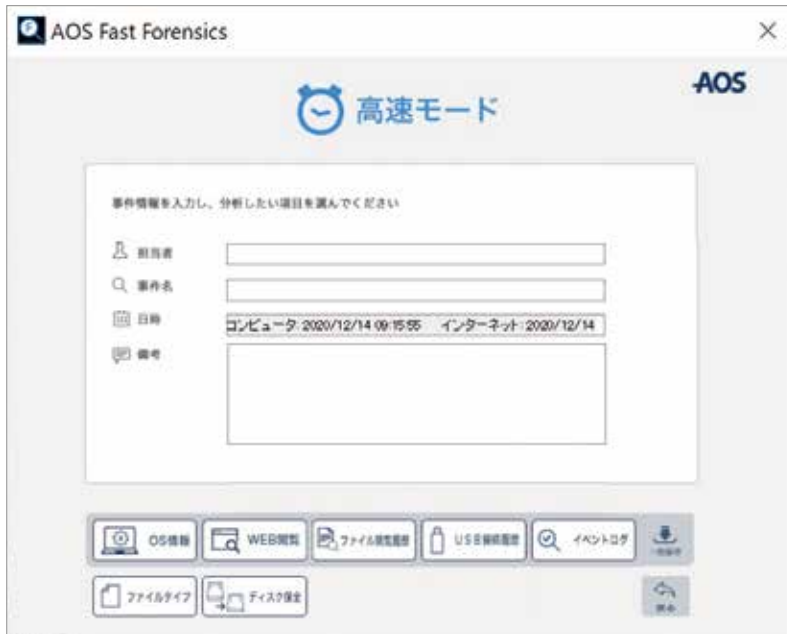 AOS Fast Forensics
AOS
高速モード
事件情報を入力し、分析したい項目を選んでください
担当者
事件名
日時
コンピュータ: 2020/12/14 09:15:55 インターネット: 2020/12/14
備考
OS情報
WEB閲覧
ファイル閲覧履歴
USB接続履歴
イベントログ
ファイルタイプ
ディスク保全
戻る